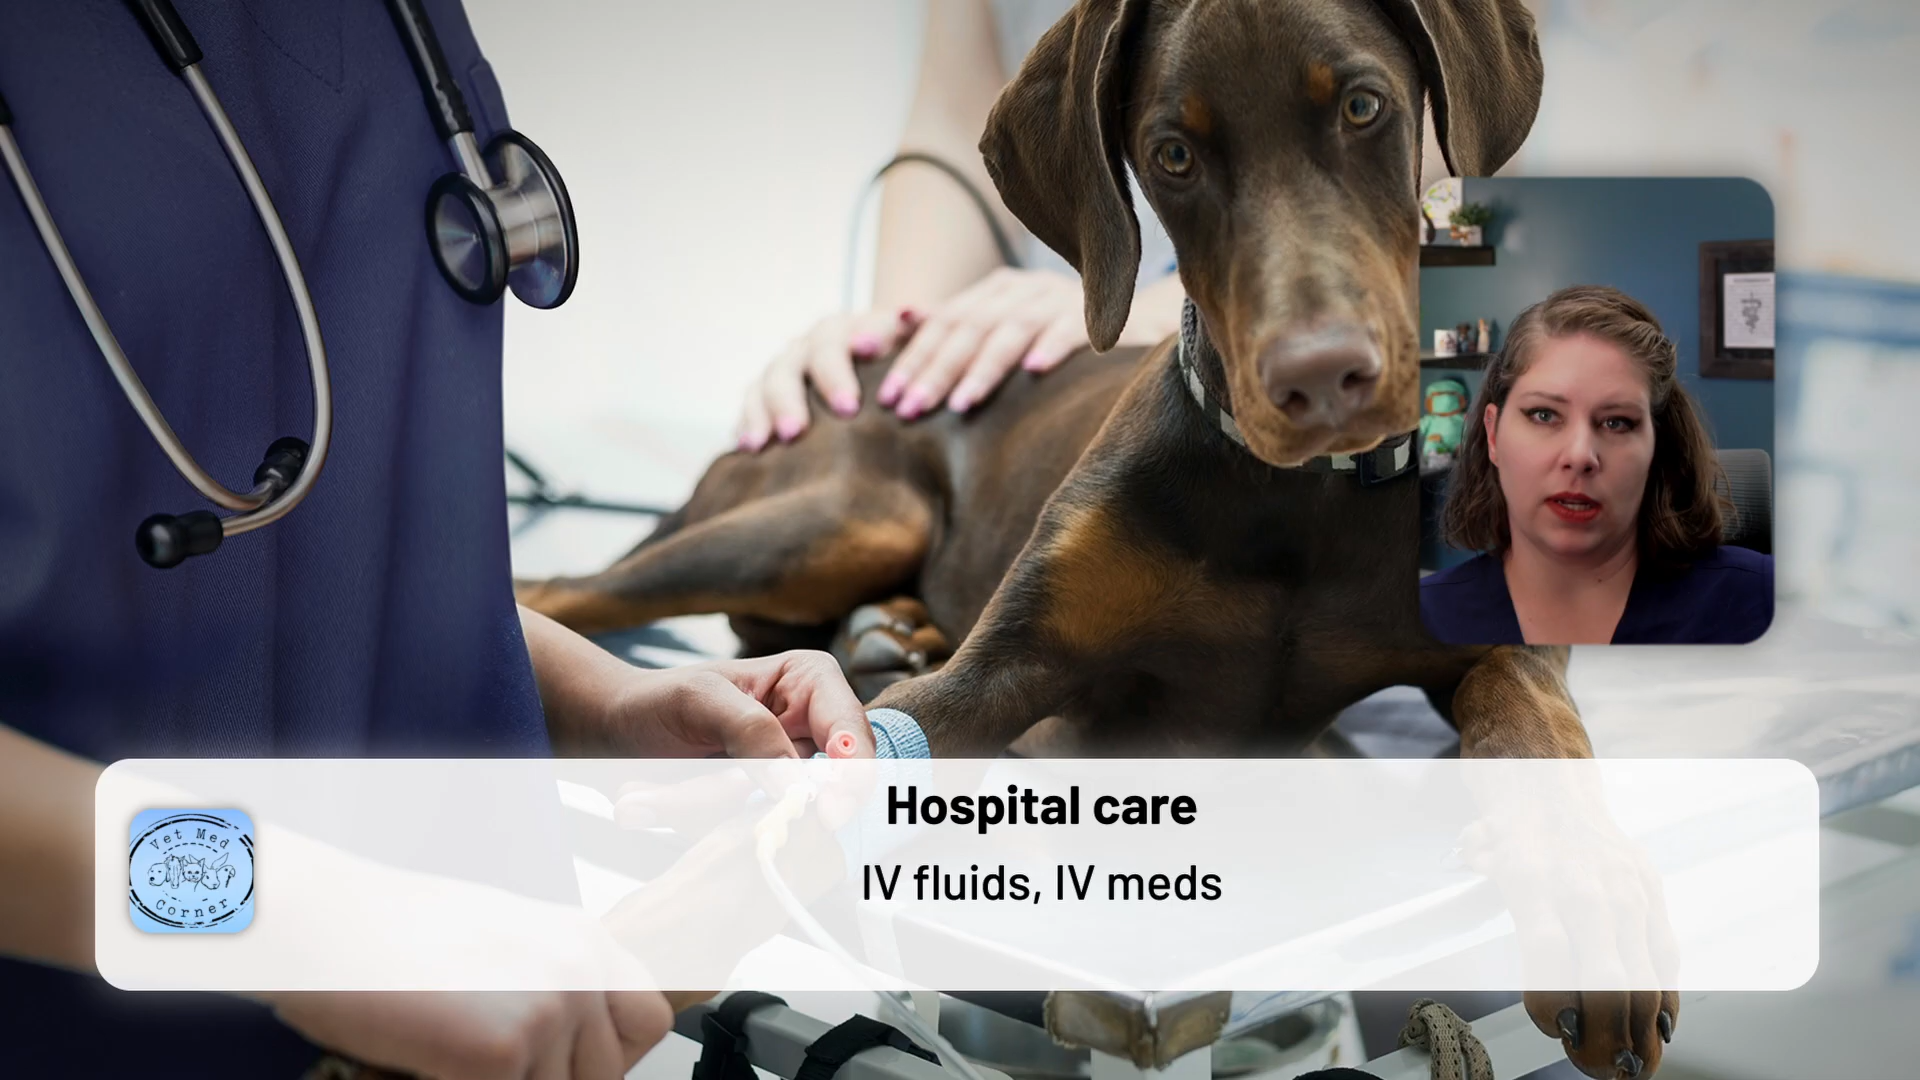 Hospital care
IV fluids, IV meds
Vet Med
Corner